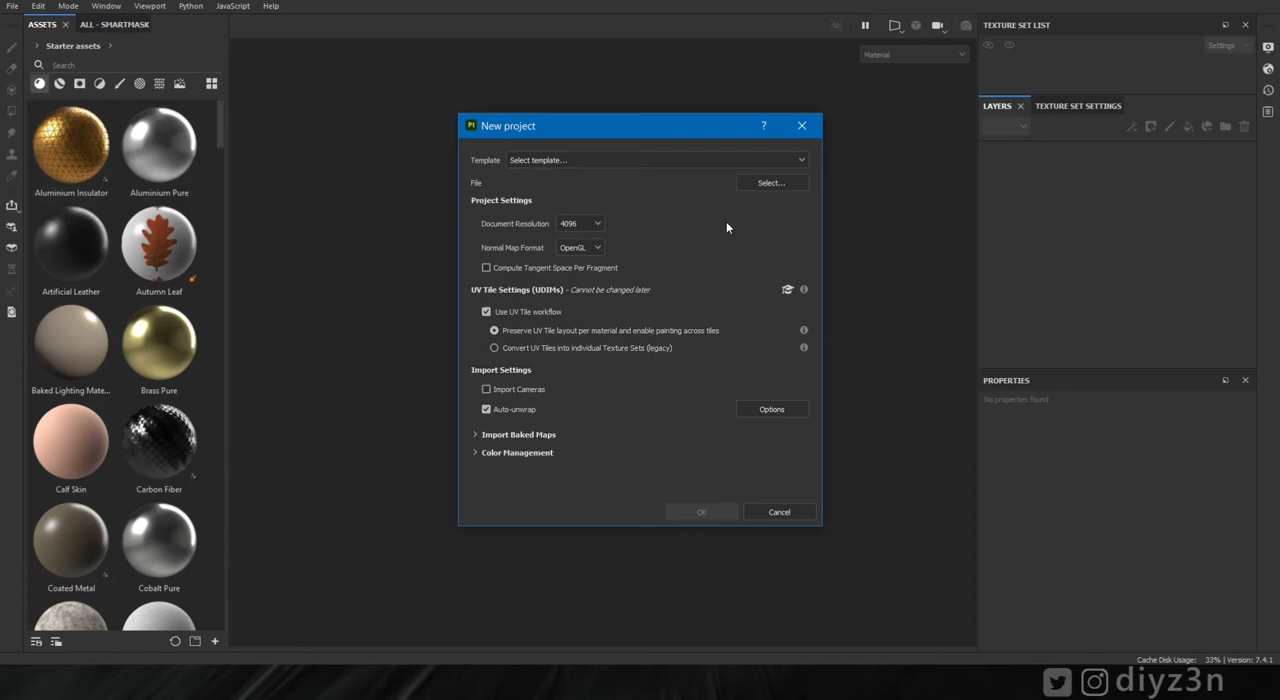 File Edit Mode Window Viewport Python JavaScript Help
ASSETS
ALL - SMARTMASK
Starter assets
Search
Aluminium Insulator
Aluminium Pure
Artificial Leather
Autumn Leaf
Baked Lighting Mate...
Brass Pure
Calf Skin
Carbon Fiber
Coated Metal
Cobalt Pure
Material
Pt New project
?
Template Select template...
File Select...
Project Settings
Document Resolution 4096
Normal Map Format OpenGL
Compute Tangent Space Per Fragment
UV Tile Settings (UDIMs) - Cannot be changed later
Use UV Tile workflow
Preserve UV Tile layout per material and enable painting across tiles
Convert UV Tiles into individual Texture Sets (legacy)
Import Settings
Import Cameras
Auto-unwrap Options
Import Baked Maps
Color Management
OK Cancel
TEXTURE SET LIST
Settings
LAYERS
TEXTURE SET SETTINGS
PROPERTIES
No properties found
Cache Disk Usage: 33% | Version: 7.4.1
diyz3n